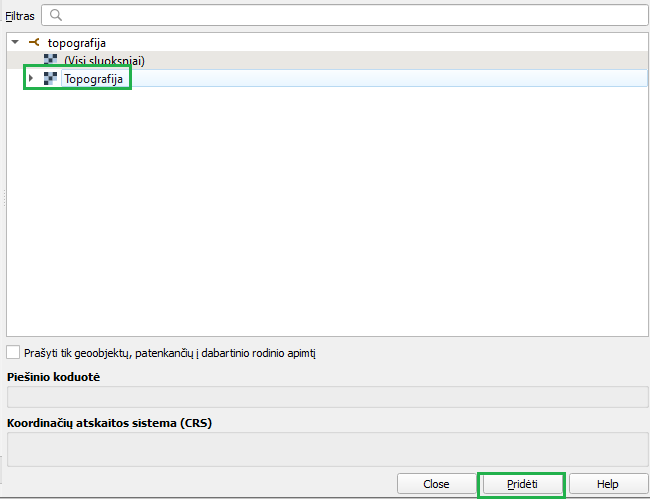 Filtras
topografija
(Visi sluoksniai)
Topografija
Prašyti tik geoobjektų, patenkančių į dabartinio rodinio apimtį
Piešinio koduotė
Koordinačių atskaitos sistema (CRS)
Close Pridėti Help